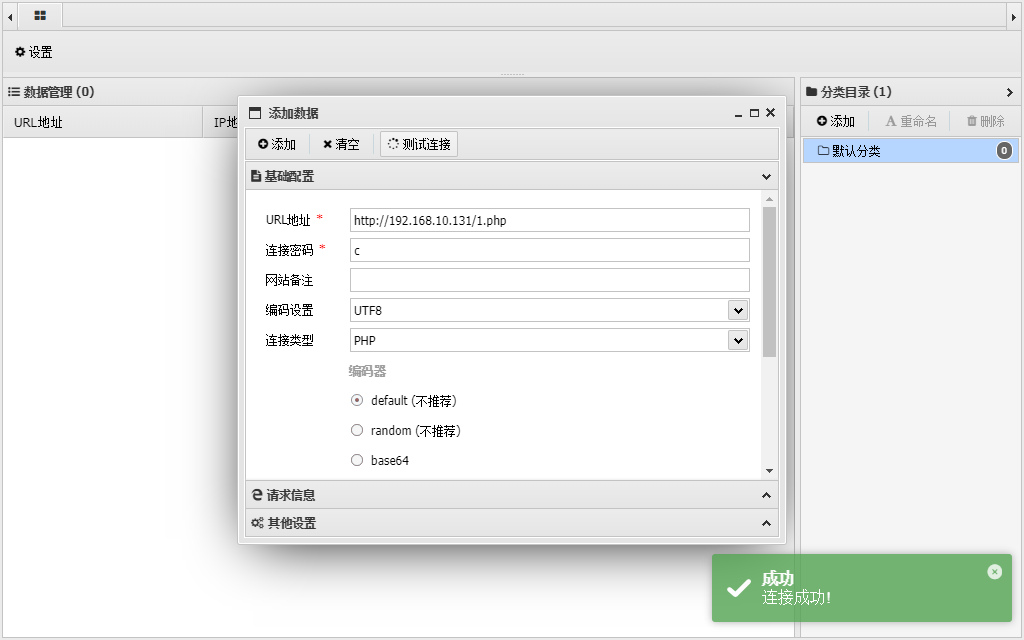 设置
数据管理 (0)
URL地址
IP地
添加数据
添加
清空
测试连接
基础配置
URL地址 *
http://192.168.10.131/1.php
连接密码 *
c
网站备注
编码设置
UTF8
连接类型
PHP
编码器
default (不推荐)
random (不推荐)
base64
请求信息
其他设置
分类目录 (1)
添加
重命名
删除
默认分类
0
成功
连接成功!